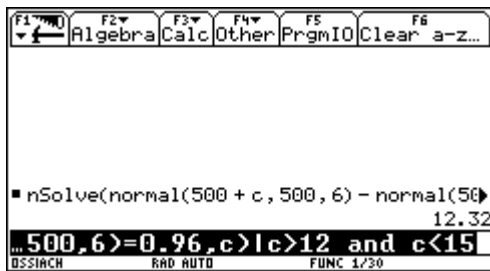 F1 F2 F3 F4 F5 F6
Algebra Calc Other PrgmIO Clear a-z…
▪ nSolve(normal(500 + c, 500, 6) - normal(50▶
12.32
…500,6)=0.96,c)|c>12 and c<15
OSSIACH RAD AUTO FUNC 1/30